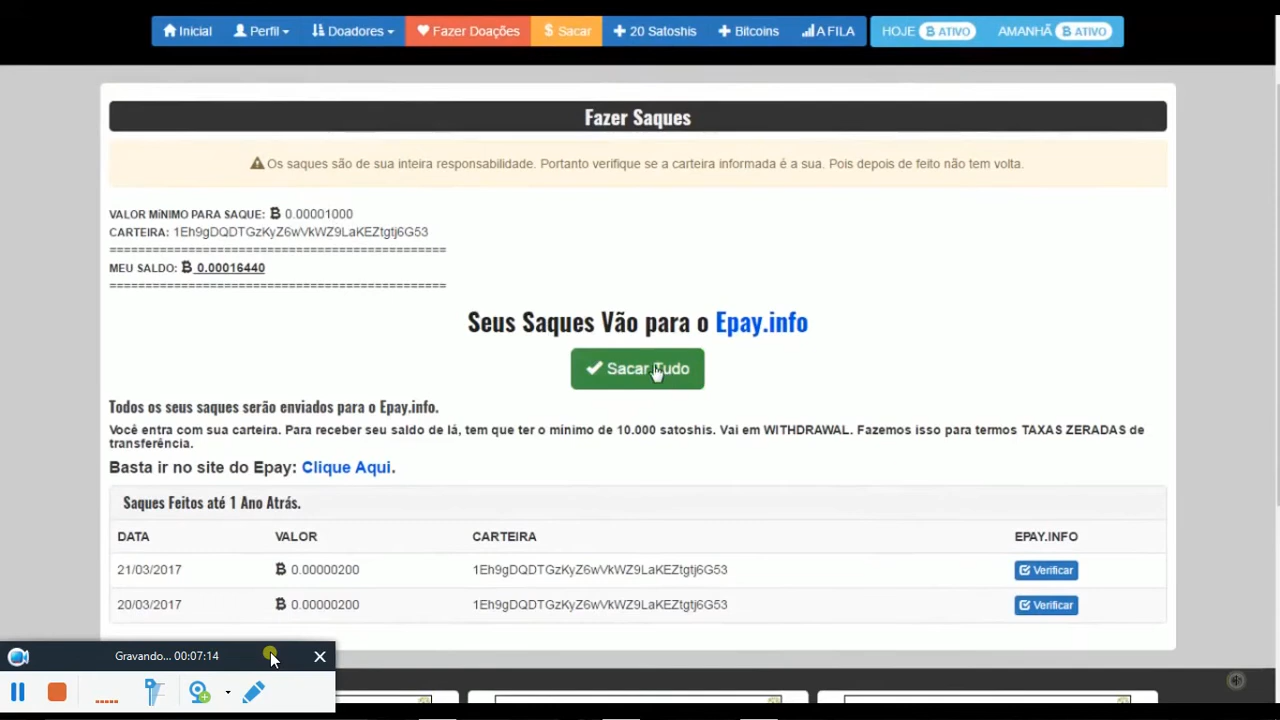 Inicial Perfil Doadores Fazer Doações $ Sacar 20 Satoshis Bitcoins A FILA HOJE ATIVO AMANHÃ ATIVO
Fazer Saques
Os saques são de sua inteira responsabilidade. Portanto verifique se a carteira informada é a sua. Pois depois de feito não tem volta.
VALOR MíNIMO PARA SAQUE: 0.00001000
CARTEIRA: 1Eh9gDQDTGzKyZ6wVkWZ9LaKEZtgtj6G53
===============================================
MEU SALDO: 0.00016440
===============================================
Seus Saques Vão para o Epay.info
Sacar Tudo
Todos os seus saques serão enviados para o Epay.info.
Você entra com sua carteira. Para receber seu saldo de lá, tem que ter o mínimo de 10.000 satoshis. Vai em WITHDRAWAL. Fazemos isso para termos TAXAS ZERADAS de
transferência.
Basta ir no site do Epay: Clique Aqui.
Saques Feitos até 1 Ano Atrás.
DATA VALOR CARTEIRA EPAY.INFO
21/03/2017 0.00000200 1Eh9gDQDTGzKyZ6wVkWZ9LaKEZtgtj6G53 Verificar
20/03/2017 0.00000200 1Eh9gDQDTGzKyZ6wVkWZ9LaKEZtgtj6G53 Verificar
Gravando... 00:07:14